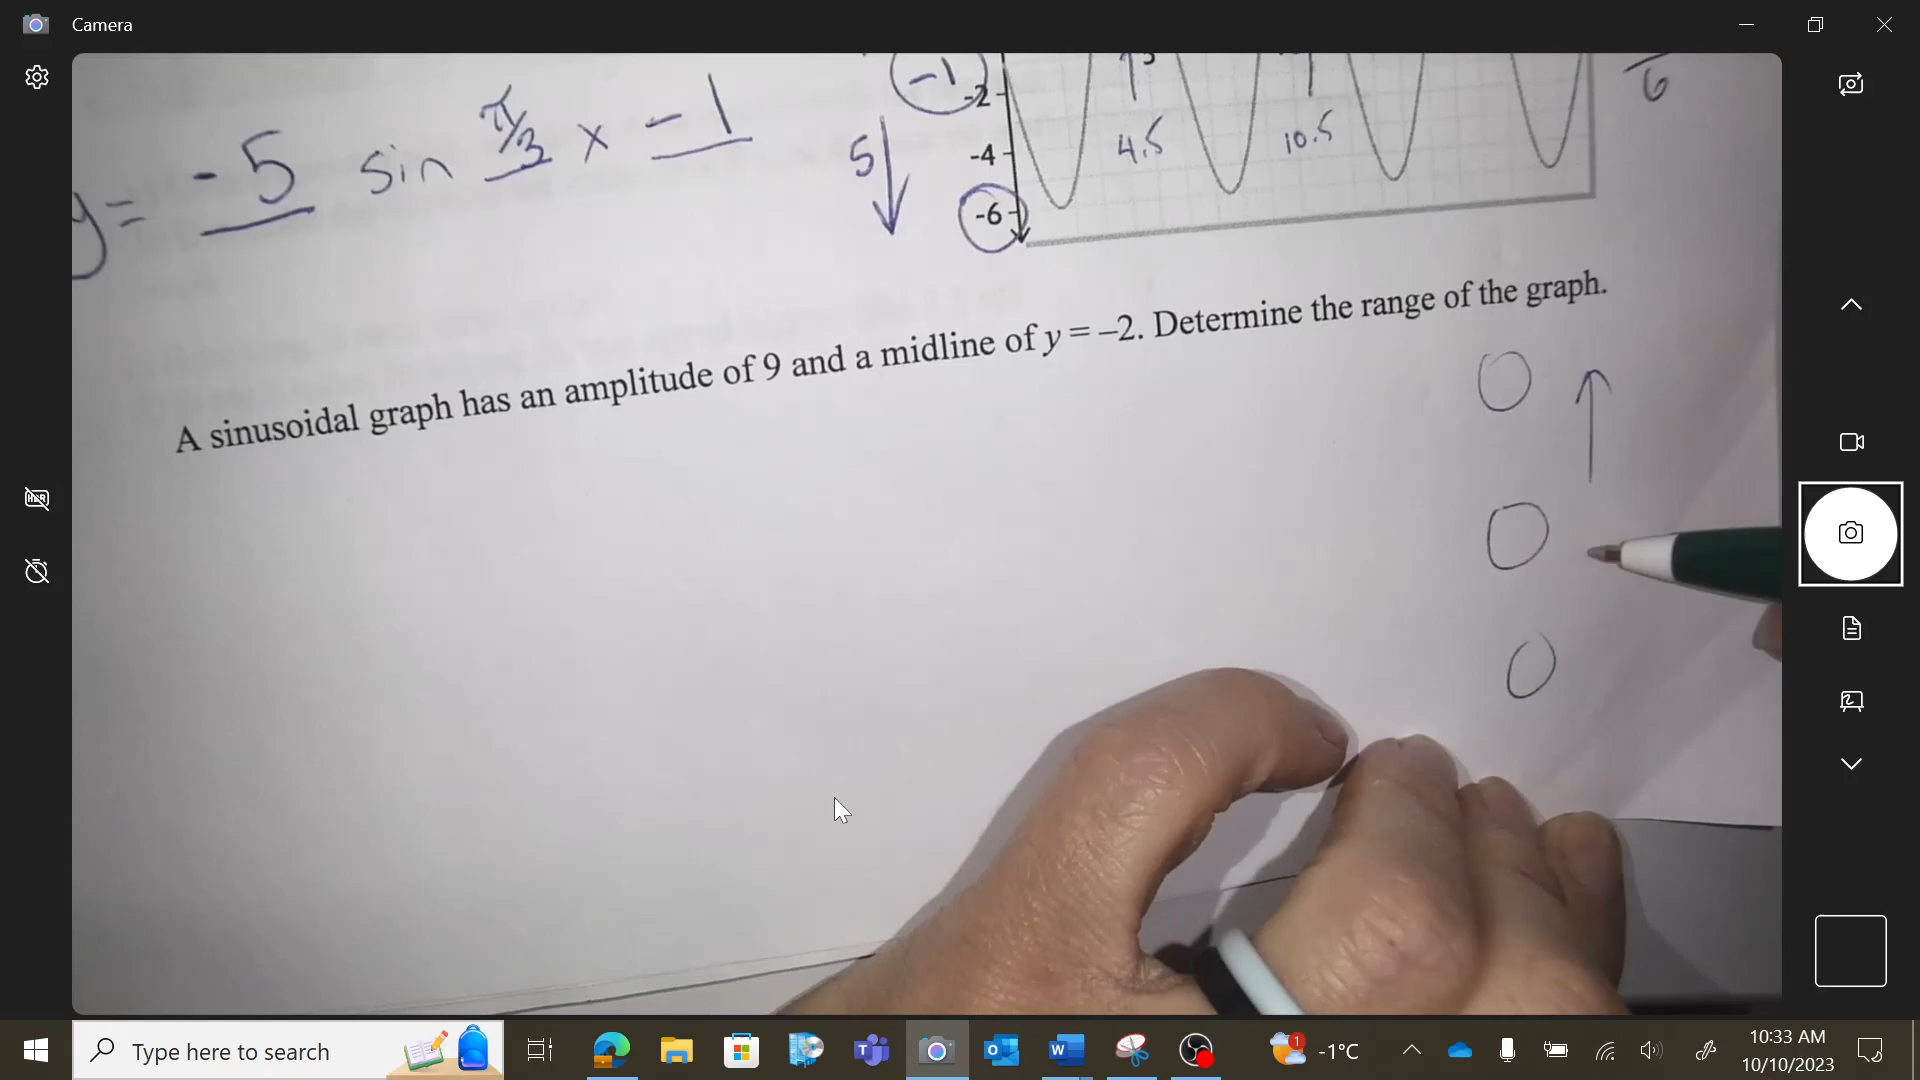 Camera
-1
-2
3
6
y = -5 sin π/3 x -1
5
-4
4.5
10.5
-6
A sinusoidal graph has an amplitude of 9 and a midline of y = –2. Determine the range of the graph.
Type here to search
1
-1°C
10:33 AM
10/10/2023